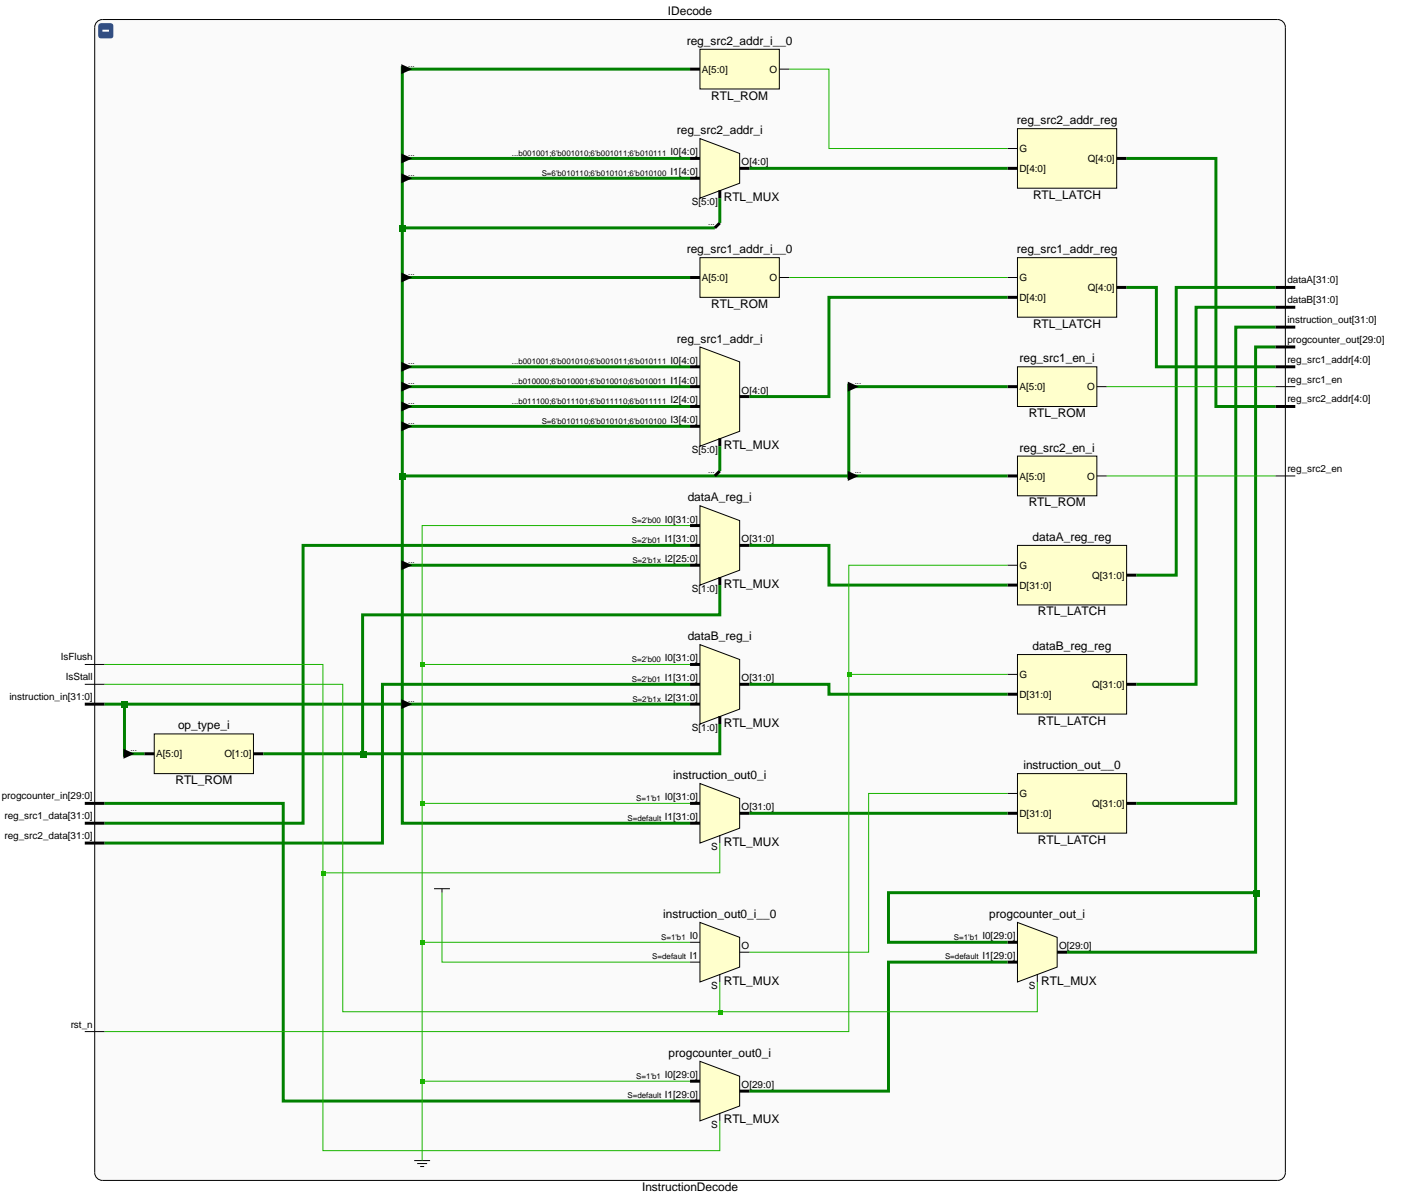 IDecode
reg_src2_addr_i__0
A[5:0] O
RTL_ROM
reg_src2_addr_i
...b001001;6'b001010;6'b001011;6'b010111 I0[4:0]
S=6'b010110;6'b010101;6'b010100 I1[4:0]
O[4:0]
S[5:0]
RTL_MUX
reg_src2_addr_reg
G
D[4:0]
Q[4:0]
RTL_LATCH
reg_src1_addr_i__0
A[5:0] O
RTL_ROM
reg_src1_addr_reg
G
D[4:0]
Q[4:0]
RTL_LATCH
reg_src1_addr_i
...b001001;6'b001010;6'b001011;6'b010111 I0[4:0]
...b010000;6'b010001;6'b010010;6'b010011 I1[4:0]
...b011100;6'b011101;6'b011110;6'b011111 I2[4:0]
S=6'b010110;6'b010101;6'b010100 I3[4:0]
O[4:0]
S[5:0]
RTL_MUX
reg_src1_en_i
A[5:0] O
RTL_ROM
reg_src2_en_i
A[5:0] O
RTL_ROM
dataA[31:0]
dataB[31:0]
instruction_out[31:0]
progcounter_out[29:0]
reg_src1_addr[4:0]
reg_src1_en
reg_src2_addr[4:0]
reg_src2_en
dataA_reg_i
S=2'b00 I0[31:0]
S=2'b01 I1[31:0]
S=2'b1x I2[25:0]
O[31:0]
S[1:0]
RTL_MUX
dataA_reg_reg
G
D[31:0]
Q[31:0]
RTL_LATCH
dataB_reg_i
S=2'b00 I0[31:0]
S=2'b01 I1[31:0]
S=2'b1x I2[31:0]
O[31:0]
S[1:0]
RTL_MUX
dataB_reg_reg
G
D[31:0]
Q[31:0]
RTL_LATCH
IsFlush
IsStall
instruction_in[31:0]
op_type_i
A[5:0] O[1:0]
RTL_ROM
progcounter_in[29:0]
reg_src1_data[31:0]
reg_src2_data[31:0]
instruction_out0_i
S=1'b1 I0[31:0]
S=default I1[31:0]
O[31:0]
S
RTL_MUX
instruction_out__0
G
D[31:0]
Q[31:0]
RTL_LATCH
instruction_out0_i__0
S=1'b1 I0
S=default I1
O
S
RTL_MUX
progcounter_out_i
S=1'b1 I0[29:0]
S=default I1[29:0]
O[29:0]
S
RTL_MUX
rst_n
progcounter_out0_i
S=1'b1 I0[29:0]
S=default I1[29:0]
O[29:0]
S
RTL_MUX
InstructionDecode